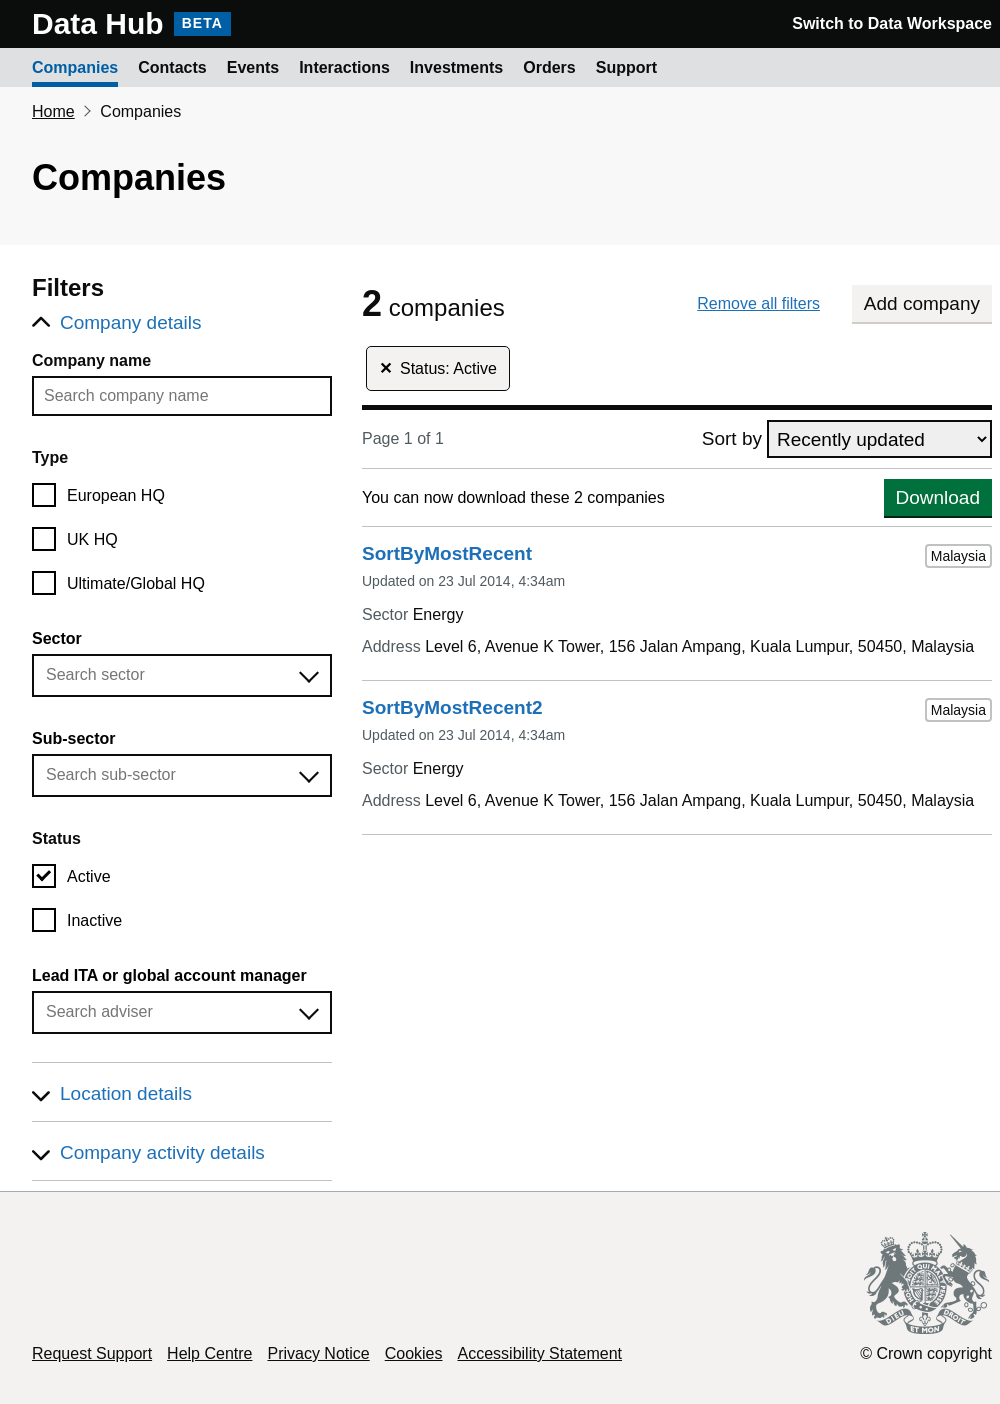 Data Hub BETA
Switch to Data Workspace
Companies Contacts Events Interactions Investments Orders Support
Home Companies
Companies
Filters
Company details
Company name
Search company name
Type
European HQ
UK HQ
Ultimate/Global HQ
Sector
Search sector
Sub-sector
Search sub-sector
Status
Active
Inactive
Lead ITA or global account manager
Search adviser
Location details
Company activity details
2 companies
Remove all filters
Add company
✕ Status: Active
Page 1 of 1
Sort by Recently updated
You can now download these 2 companies
Download
SortByMostRecent
Malaysia
Updated on 23 Jul 2014, 4:34am
Sector Energy
Address Level 6, Avenue K Tower, 156 Jalan Ampang, Kuala Lumpur, 50450, Malaysia
SortByMostRecent2
Malaysia
Updated on 23 Jul 2014, 4:34am
Sector Energy
Address Level 6, Avenue K Tower, 156 Jalan Ampang, Kuala Lumpur, 50450, Malaysia
DIEU ET MON DROIT
Request Support Help Centre Privacy Notice Cookies Accessibility Statement
© Crown copyright